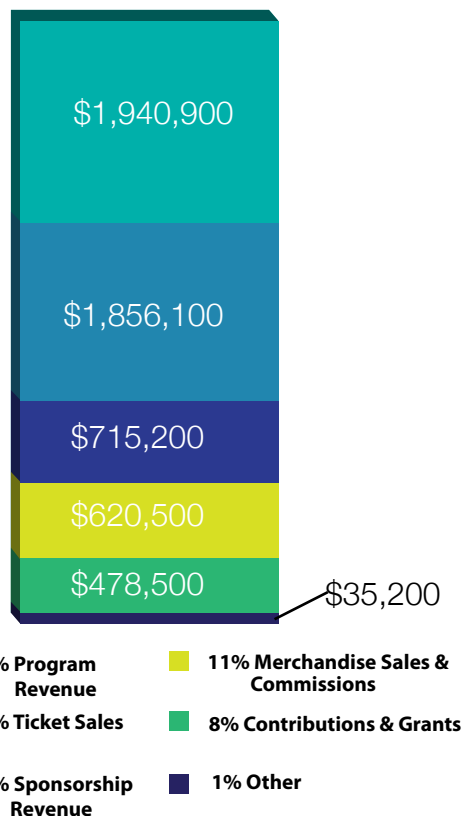 $1,940,900
$1,856,100
$715,200
$620,500
$478,500
$35,200
% Program
Revenue
% Ticket Sales
% Sponsorship
Revenue
11% Merchandise Sales &
Commissions
8% Contributions & Grants
1% Other